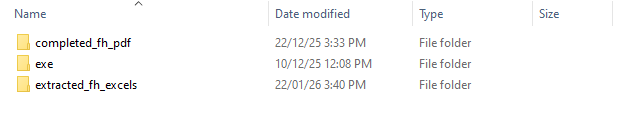 Name Date modified Type Size
completed_fh_pdf 22/12/25 3:33 PM File folder
exe 10/12/25 12:08 PM File folder
extracted_fh_excels 22/01/26 3:40 PM File folder